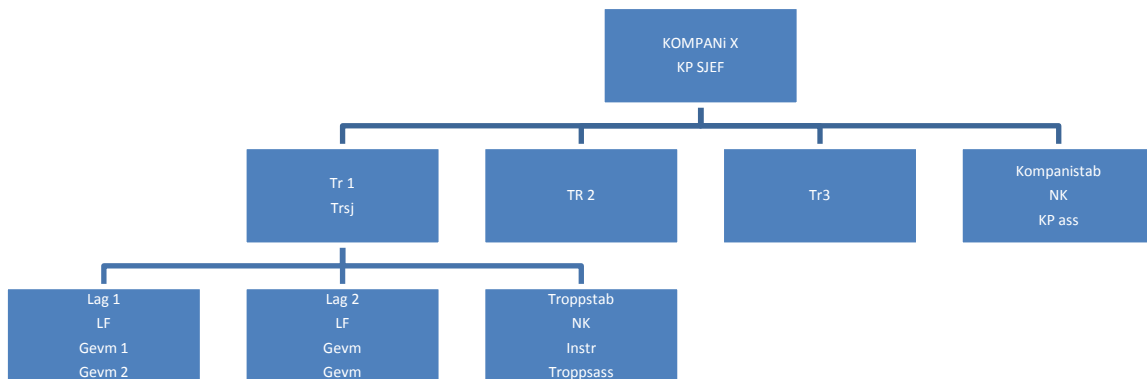 KOMPANi X
KP SJEF
Tr 1
Trsj
TR 2
Tr3
Kompanistab
NK
KP ass
Lag 1
LF
Gevm 1
Gevm 2
Lag 2
LF
Gevm
Gevm
Troppstab
NK
Instr
Troppsass